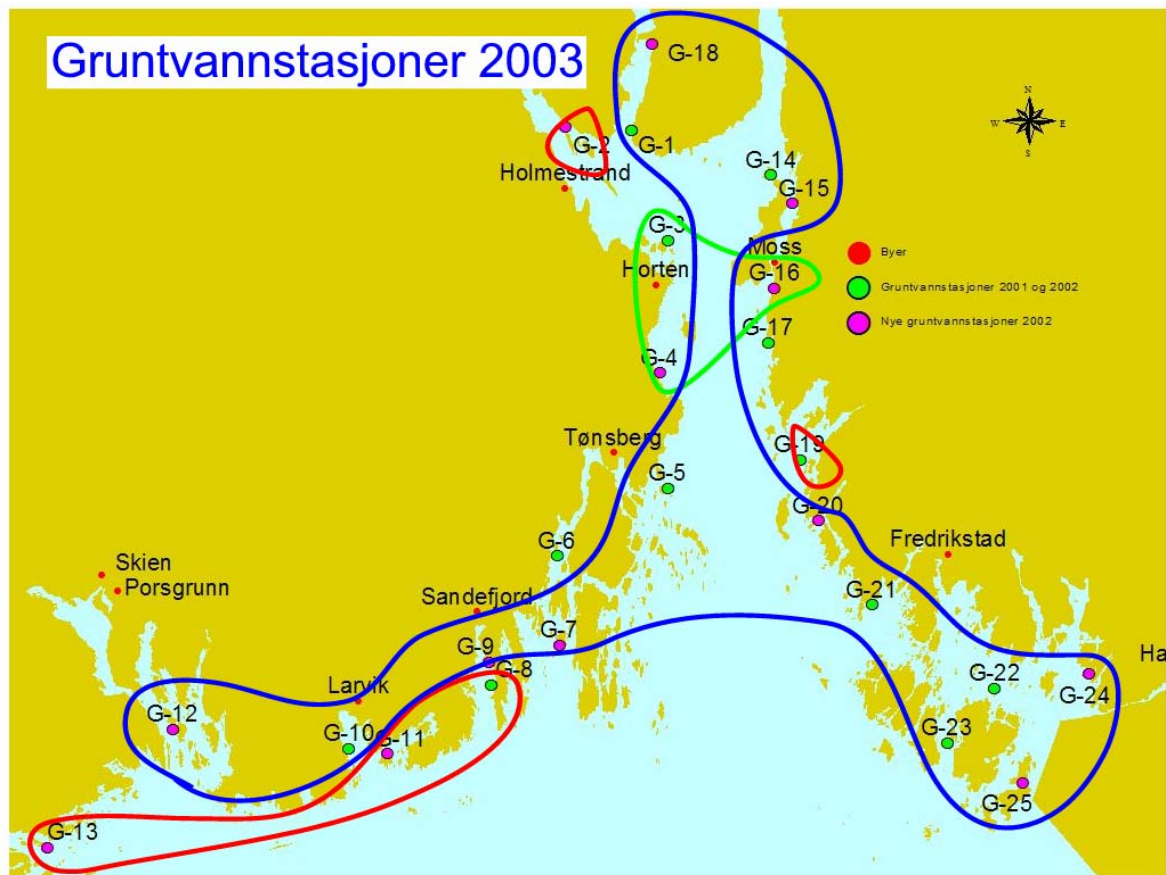 Gruntvannstasjoner 2003
G-18
N
W
E
S
G-2
G-1
Holmestrand
G-14
G-15
G-3
Moss
Byer
Horten
G-16
Gruntvannstasjoner 2001 og 2002
Nye gruntvannstasjoner 2002
G-17
G-4
Tønsberg
G-19
G-5
G-20
G-6
Fredrikstad
Skien
Porsgrunn
Sandefjord
G-21
G-7
G-9
G-8
Ha
Larvik
G-22
G-24
G-12
G-10
G-11
G-23
G-25
G-13